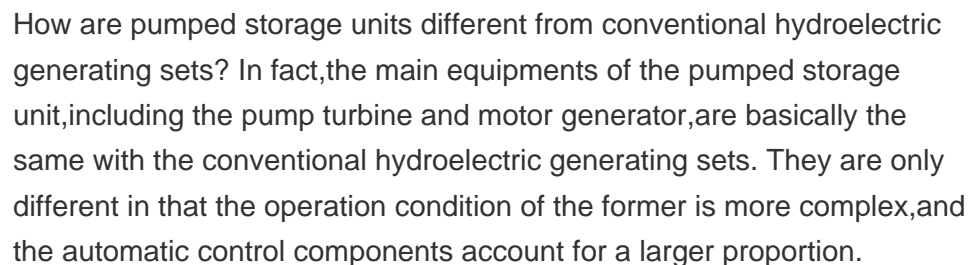 How are pumped storage units different from conventional hydroelectric
generating sets? In fact,the main equipments of the pumped storage
unit,including the pump turbine and motor generator,are basically the
same with the conventional hydroelectric generating sets. They are only
different in that the operation condition of the former is more complex,and
the automatic control components account for a larger proportion.